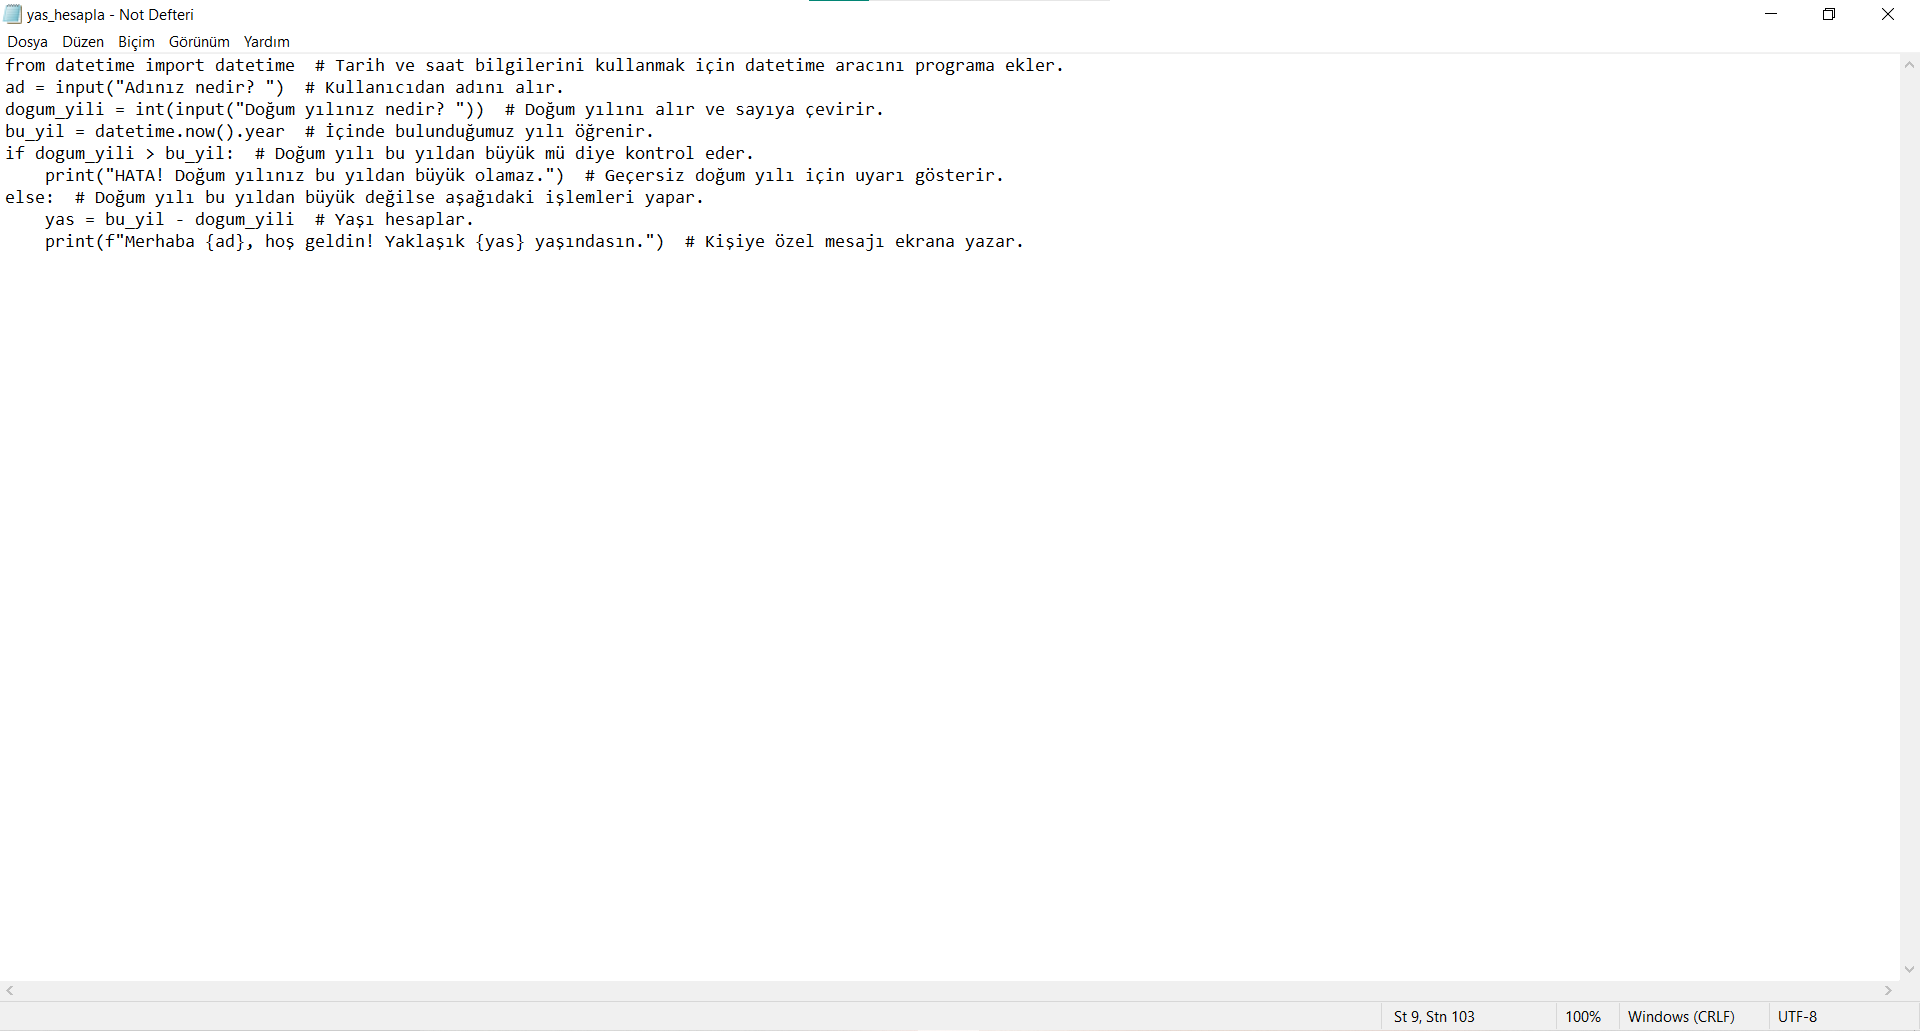 yas_hesapla - Not Defteri
Dosya Düzen Biçim Görünüm Yardım
from datetime import datetime  # Tarih ve saat bilgilerini kullanmak için datetime aracını programa ekler.
ad = input("Adınız nedir? ")  # Kullanıcıdan adını alır.
dogum_yili = int(input("Doğum yılınız nedir? "))  # Doğum yılını alır ve sayıya çevirir.
bu_yil = datetime.now().year  # İçinde bulunduğumuz yılı öğrenir.
if dogum_yili > bu_yil:  # Doğum yılı bu yıldan büyük mü diye kontrol eder.
    print("HATA! Doğum yılınız bu yıldan büyük olamaz.")  # Geçersiz doğum yılı için uyarı gösterir.
else:  # Doğum yılı bu yıldan büyük değilse aşağıdaki işlemleri yapar.
    yas = bu_yil - dogum_yili  # Yaşı hesaplar.
    print(f"Merhaba {ad}, hoş geldin! Yaklaşık {yas} yaşındasın.")  # Kişiye özel mesajı ekrana yazar.
St 9, Stn 103 100% Windows (CRLF) UTF-8